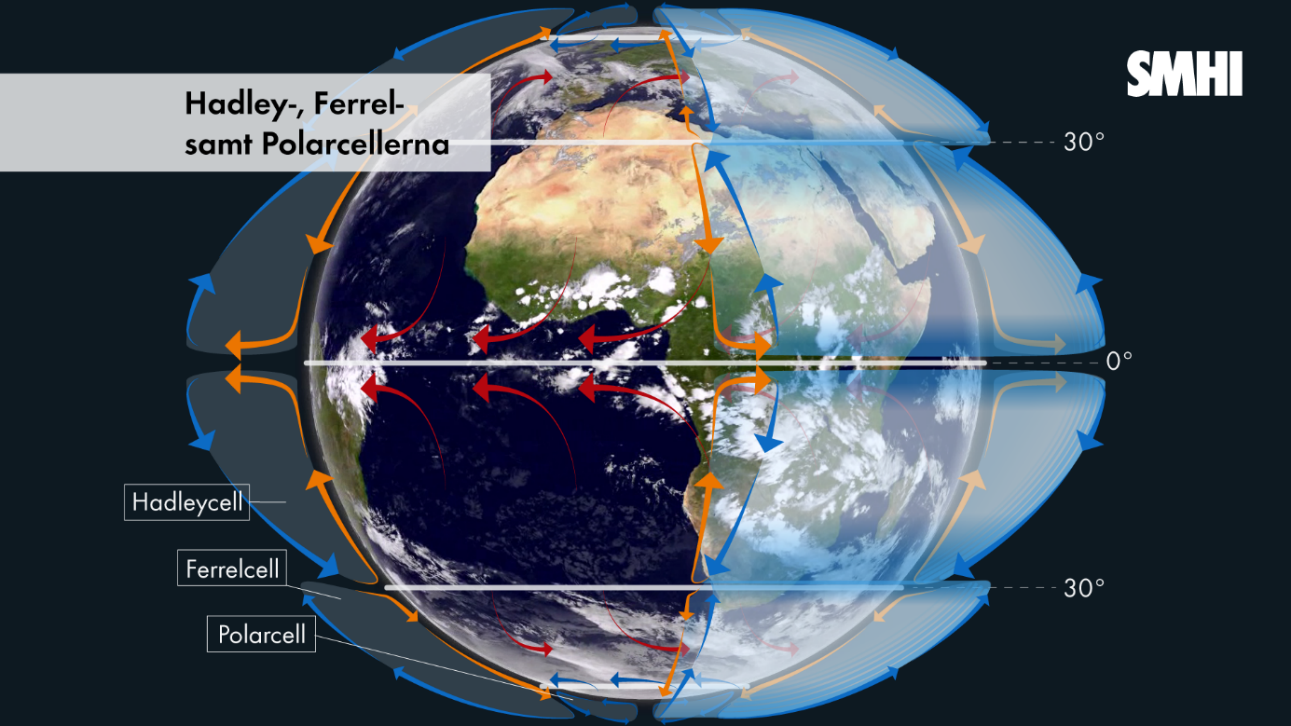 SMHI
Hadley-, Ferrel-
samt Polarcellerna
30°
0°
Hadleycell
Ferrelcell
30°
Polarcell